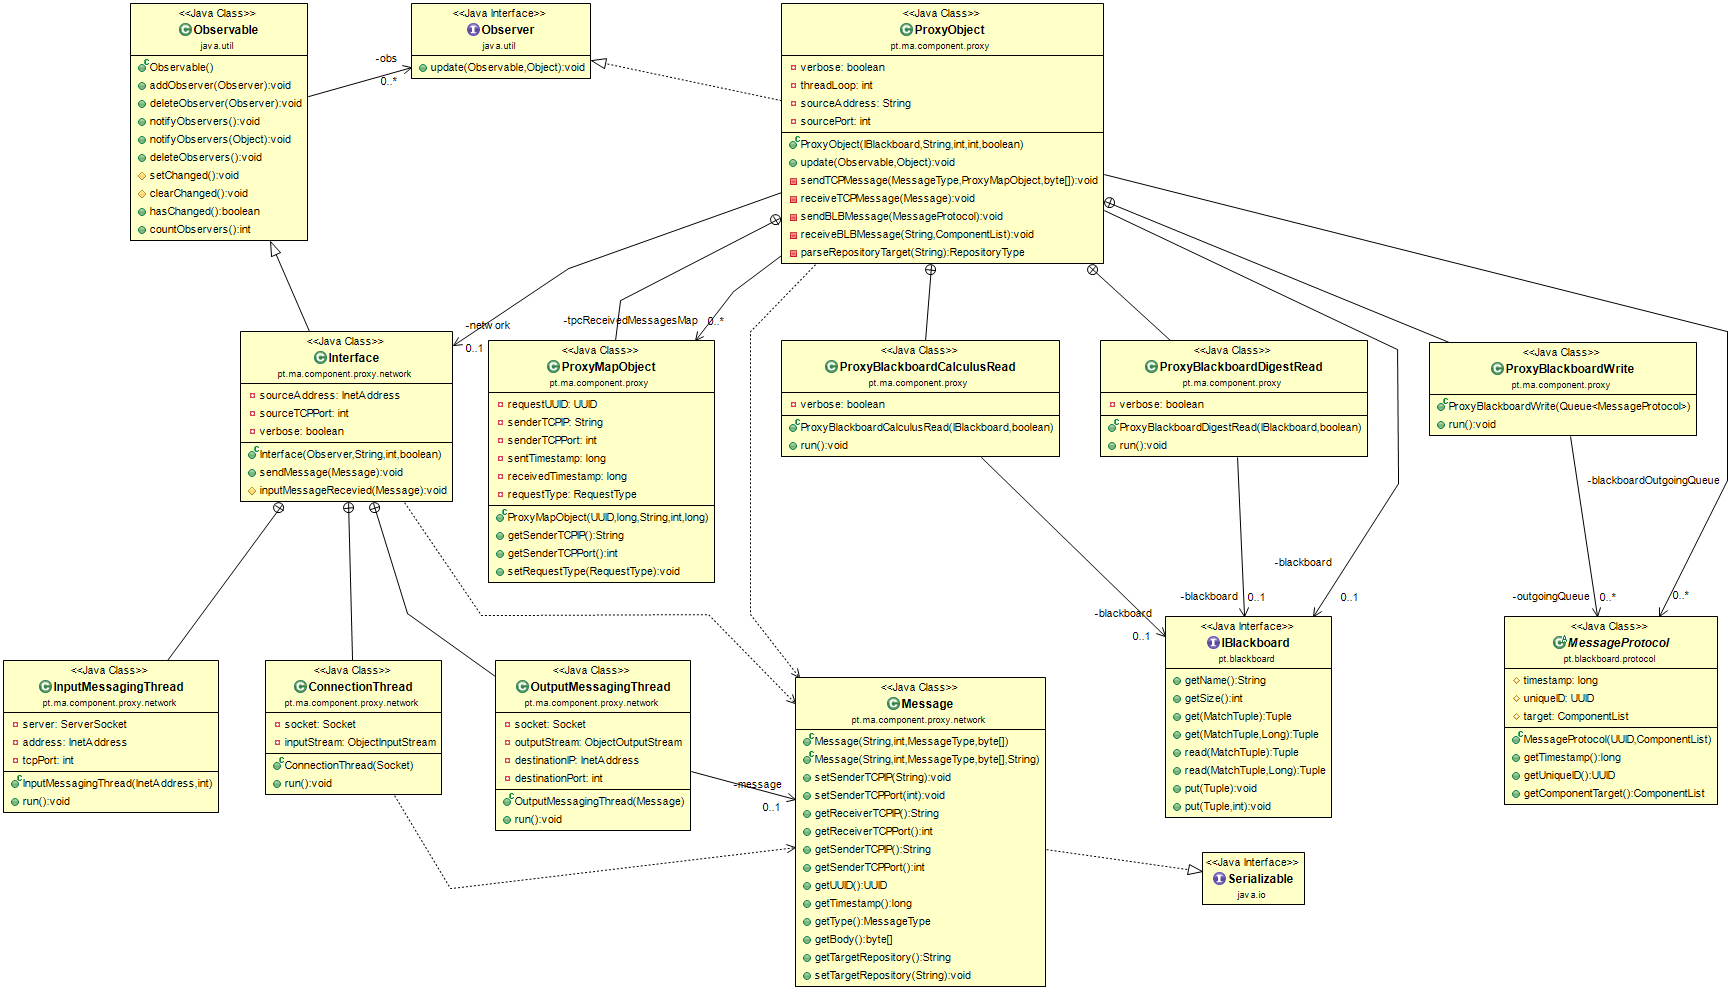 <<Java Class>>
Observable
java.util
Observable()
addObserver(Observer):void
deleteObserver(Observer):void
notifyObservers():void
notifyObservers(Object):void
deleteObservers():void
setChanged():void
clearChanged():void
hasChanged():boolean
countObservers():int
-obs
0..*
<<Java Interface>>
Observer
java.util
update(Observable,Object):void
<<Java Class>>
ProxyObject
pt.ma.component.proxy
verbose: boolean
threadLoop: int
sourceAddress: String
sourcePort: int
ProxyObject(IBlackboard,String,int,int,boolean)
update(Observable,Object):void
sendTCPMessage(MessageType,ProxyMapObject,byte[]):void
receiveTCPMessage(Message):void
sendBLBMessage(MessageProtocol):void
receiveBLBMessage(String,ComponentList):void
parseRepositoryTarget(String):RepositoryType
-network
0..1
-tpcReceivedMessagesMap
0..*
<<Java Class>>
Interface
pt.ma.component.proxy.network
sourceAddress: InetAddress
sourceTCPPort: int
verbose: boolean
Interface(Observer,String,int,boolean)
sendMessage(Message):void
inputMessageRecevied(Message):void
<<Java Class>>
ProxyMapObject
pt.ma.component.proxy
requestUUID: UUID
senderTCPIP: String
senderTCPPort: int
sentTimestamp: long
receivedTimestamp: long
requestType: RequestType
ProxyMapObject(UUID,long,String,int,long)
getSenderTCPIP():String
getSenderTCPPort():int
setRequestType(RequestType):void
<<Java Class>>
ProxyBlackboardCalculusRead
pt.ma.component.proxy
verbose: boolean
ProxyBlackboardCalculusRead(IBlackboard,boolean)
run():void
<<Java Class>>
ProxyBlackboardDigestRead
pt.ma.component.proxy
verbose: boolean
ProxyBlackboardDigestRead(IBlackboard,boolean)
run():void
<<Java Class>>
ProxyBlackboardWrite
pt.ma.component.proxy
ProxyBlackboardWrite(Queue<MessageProtocol>)
run():void
-blackboardOutgoingQueue
0..*
-outgoingQueue
0..*
-blackboard
0..1
-blackboard
0..1
-blackboard
0..1
<<Java Class>>
InputMessagingThread
pt.ma.component.proxy.network
server: ServerSocket
address: InetAddress
tcpPort: int
InputMessagingThread(InetAddress,int)
run():void
<<Java Class>>
ConnectionThread
pt.ma.component.proxy.network
socket: Socket
inputStream: ObjectInputStream
ConnectionThread(Socket)
run():void
<<Java Class>>
OutputMessagingThread
pt.ma.component.proxy.network
socket: Socket
outputStream: ObjectOutputStream
destinationIP: InetAddress
destinationPort: int
OutputMessagingThread(Message)
run():void
-message
0..1
<<Java Class>>
Message
pt.ma.component.proxy.network
Message(String,int,MessageType,byte[])
Message(String,int,MessageType,byte[],String)
setSenderTCPIP(String):void
setSenderTCPPort(int):void
getReceiverTCPIP():String
getReceiverTCPPort():int
getSenderTCPIP():String
getSenderTCPPort():int
getUUID():UUID
getTimestamp():long
getType():MessageType
getBody():byte[]
getTargetRepository():String
setTargetRepository(String):void
<<Java Interface>>
IBlackboard
pt.blackboard
getName():String
getSize():int
get(MatchTuple):Tuple
get(MatchTuple,Long):Tuple
read(MatchTuple):Tuple
read(MatchTuple,Long):Tuple
put(Tuple):void
put(Tuple,int):void
<<Java Class>>
MessageProtocol
pt.blackboard.protocol
timestamp: long
uniqueID: UUID
target: ComponentList
MessageProtocol(UUID,ComponentList)
getTimestamp():long
getUniqueID():UUID
getComponentTarget():ComponentList
<<Java Interface>>
Serializable
java.io